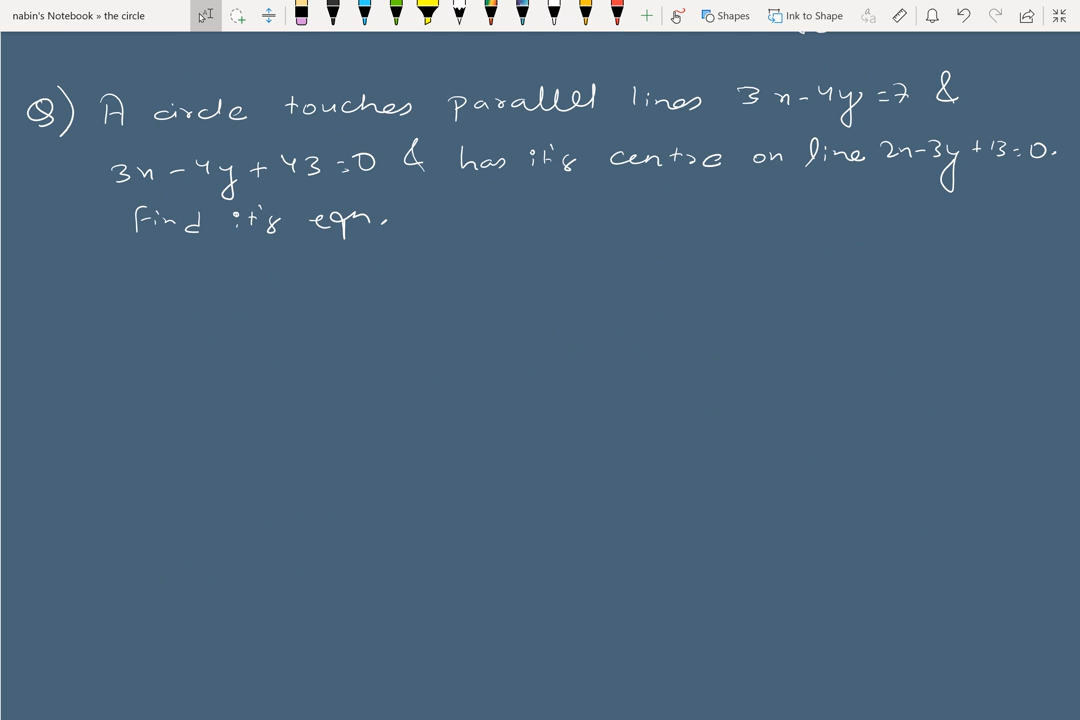 nabin's Notebook » the circle
Shapes
Ink to Shape
Q) A circle touches parallel lines 3x-4y=7 &
3x-4y+43=0 & has it's centre on line 2x-3y+13=0.
Find it's eqn.